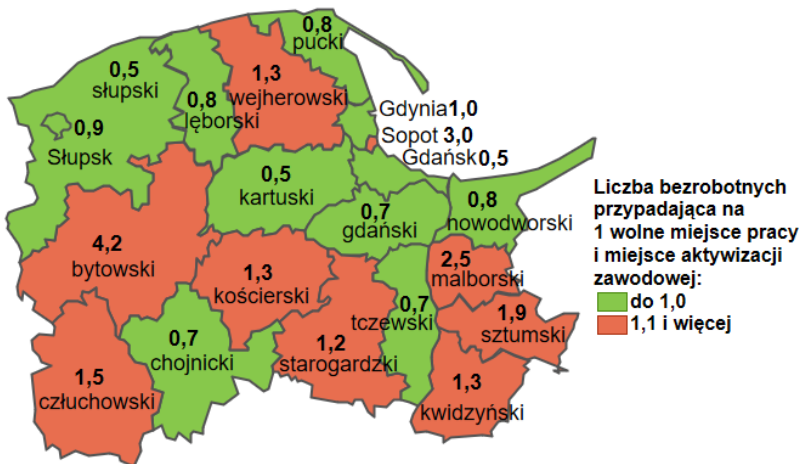 0,8
pucki
0,5
słupski
1,3
wejherowski
0,8
lęborski
Gdynia 1,0
Sopot 3,0
Gdańsk 0,5
0,9
Słupsk
0,5
kartuski
0,7
gdański
0,8
nowodworski
4,2
bytowski
1,3
kościerski
2,5
malborski
0,7
tczewski
1,9
sztumski
0,7
chojnicki
1,2
starogardzki
1,5
człuchowski
1,3
kwidzyński
Liczba bezrobotnych
przypadająca na
1 wolne miejsce pracy
i miejsce aktywizacji
zawodowej:
do 1,0
1,1 i więcej